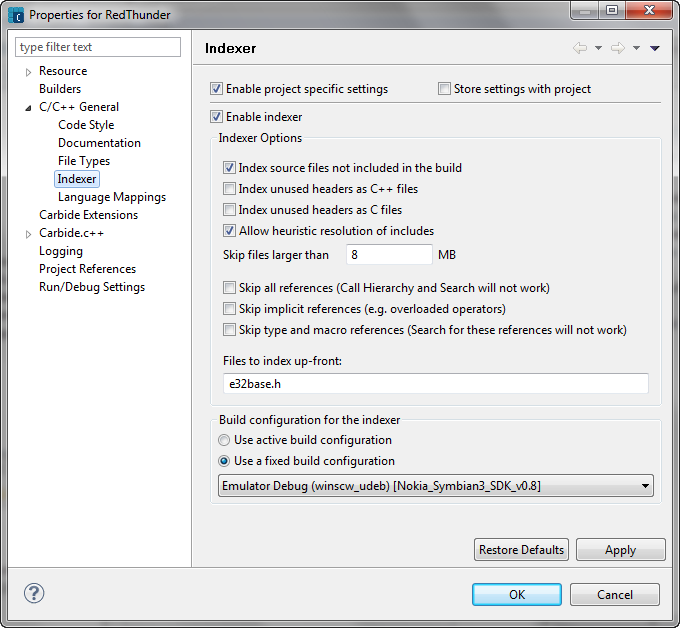 Properties for RedThunder
type filter text
Resource
Builders
C/C++ General
Code Style
Documentation
File Types
Indexer
Language Mappings
Carbide Extensions
Carbide.c++
Logging
Project References
Run/Debug Settings
Indexer
Enable project specific settings
Store settings with project
Enable indexer
Indexer Options
Index source files not included in the build
Index unused headers as C++ files
Index unused headers as C files
Allow heuristic resolution of includes
Skip files larger than 8 MB
Skip all references (Call Hierarchy and Search will not work)
Skip implicit references (e.g. overloaded operators)
Skip type and macro references (Search for these references will not work)
Files to index up-front:
e32base.h
Build configuration for the indexer
Use active build configuration
Use a fixed build configuration
Emulator Debug (winscw_udeb) [Nokia_Symbian3_SDK_v0.8]
Restore Defaults
Apply
?
OK
Cancel